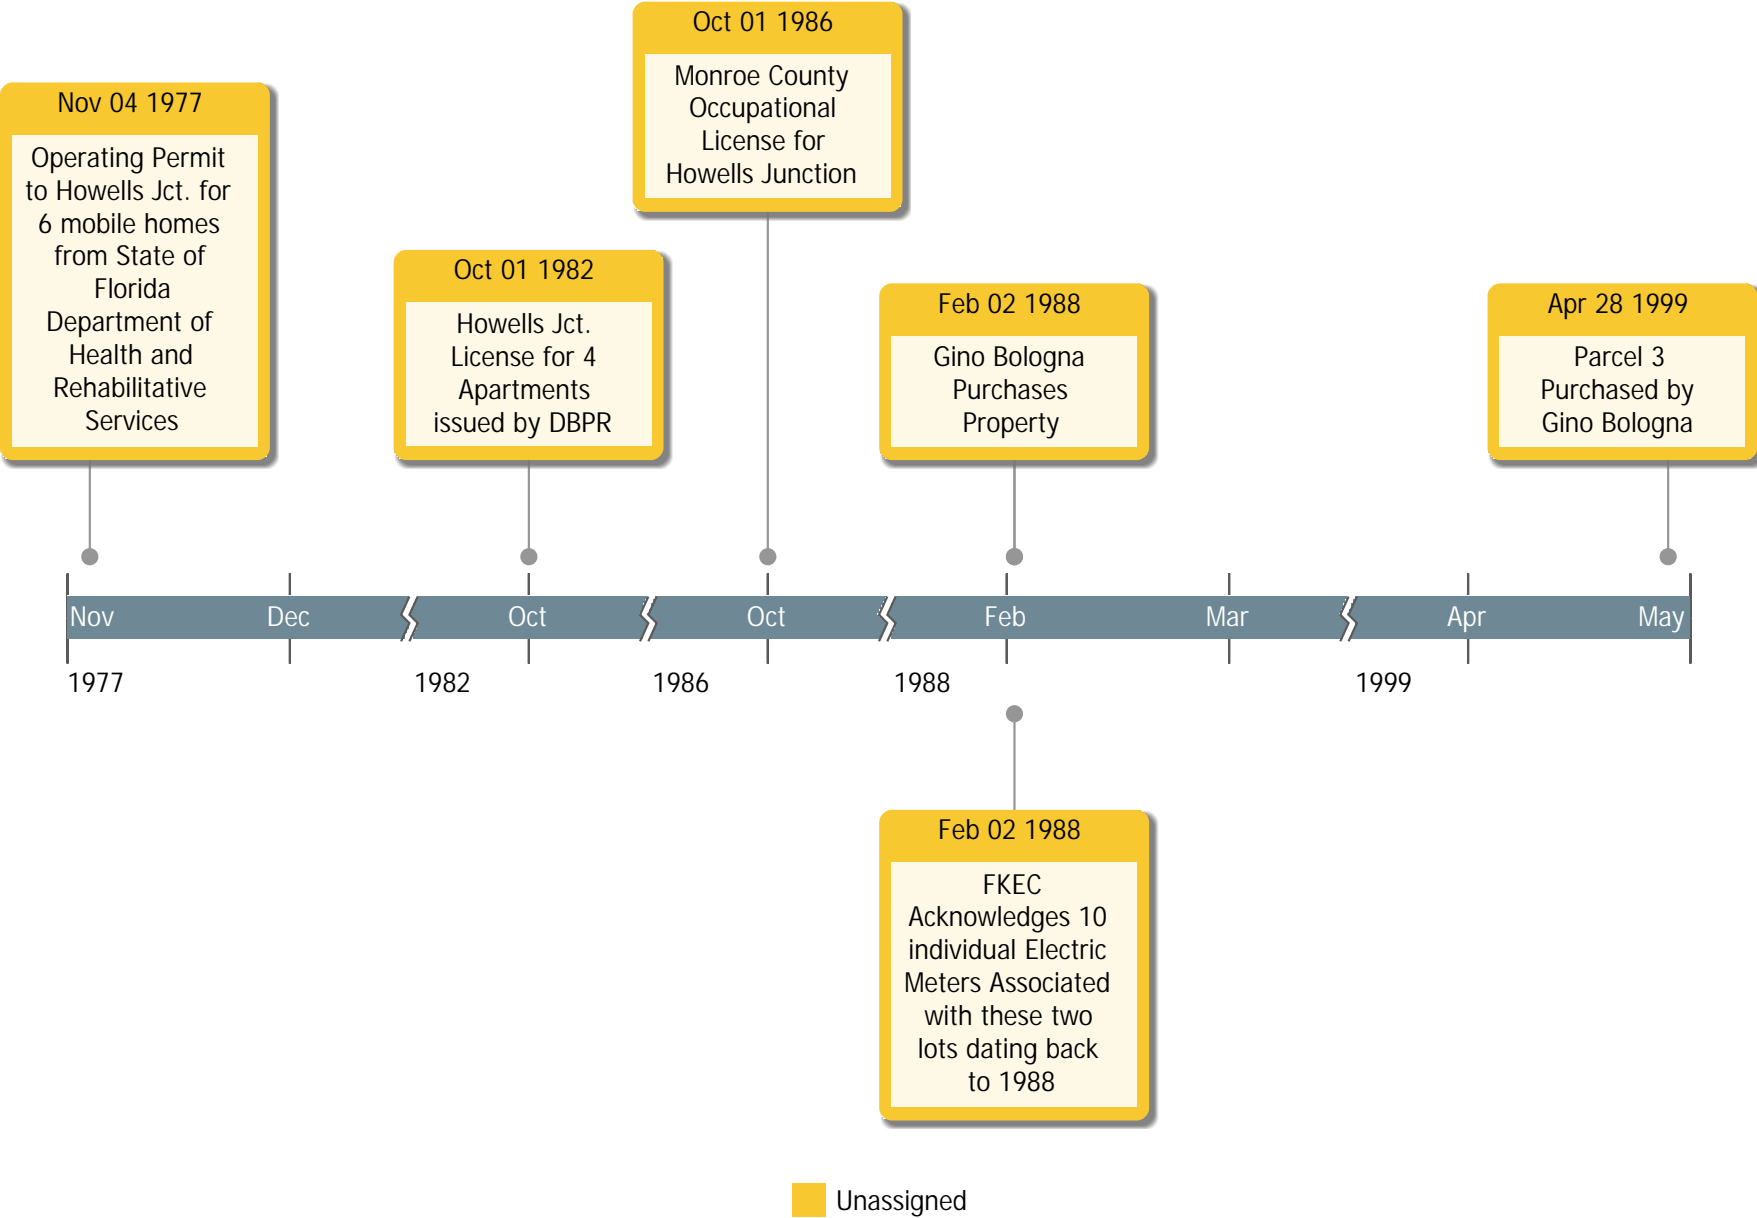 Oct 01 1986
Monroe County
Occupational
License for
Howells Junction
Nov 04 1977
Operating Permit
to Howells Jct. for
6 mobile homes
from State of
Florida
Department of
Health and
Rehabilitative
Services
Oct 01 1982
Howells Jct.
License for 4
Apartments
issued by DBPR
Feb 02 1988
Gino Bologna
Purchases
Property
Apr 28 1999
Parcel 3
Purchased by
Gino Bologna
Nov Dec Oct Oct Feb Mar Apr May
1977 1982 1986 1988 1999
Feb 02 1988
FKEC
Acknowledges 10
individual Electric
Meters Associated
with these two
lots dating back
to 1988
Unassigned